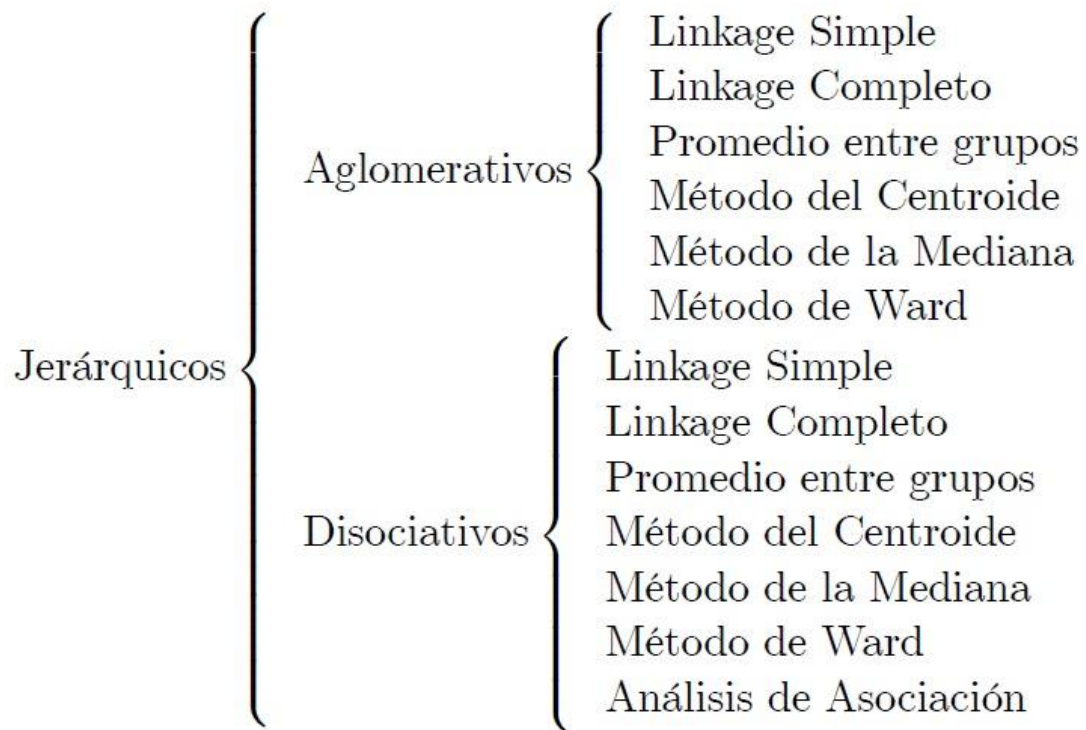 Jerárquicos
Aglomerativos
Linkage Simple
Linkage Completo
Promedio entre grupos
Método del Centroide
Método de la Mediana
Método de Ward
Disociativos
Linkage Simple
Linkage Completo
Promedio entre grupos
Método del Centroide
Método de la Mediana
Método de Ward
Análisis de Asociación